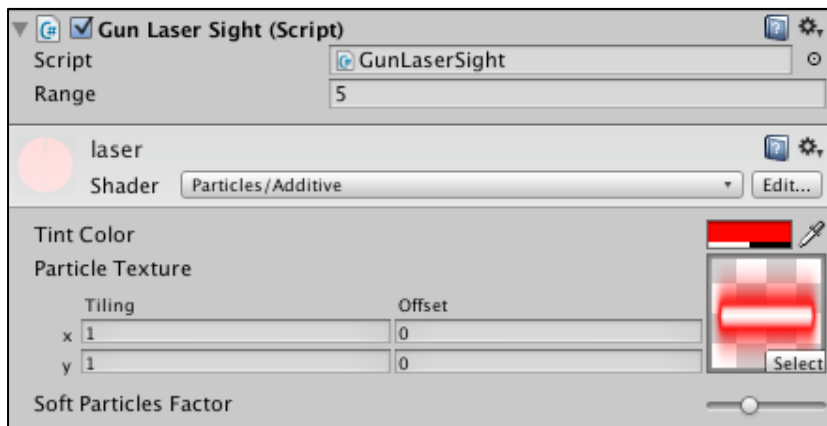 Gun Laser Sight (Script)
Script GunLaserSight
Range 5
laser
Shader Particles/Additive Edit...
Tint Color
Particle Texture
Tiling Offset
x 1 0
y 1 0
Select
Soft Particles Factor